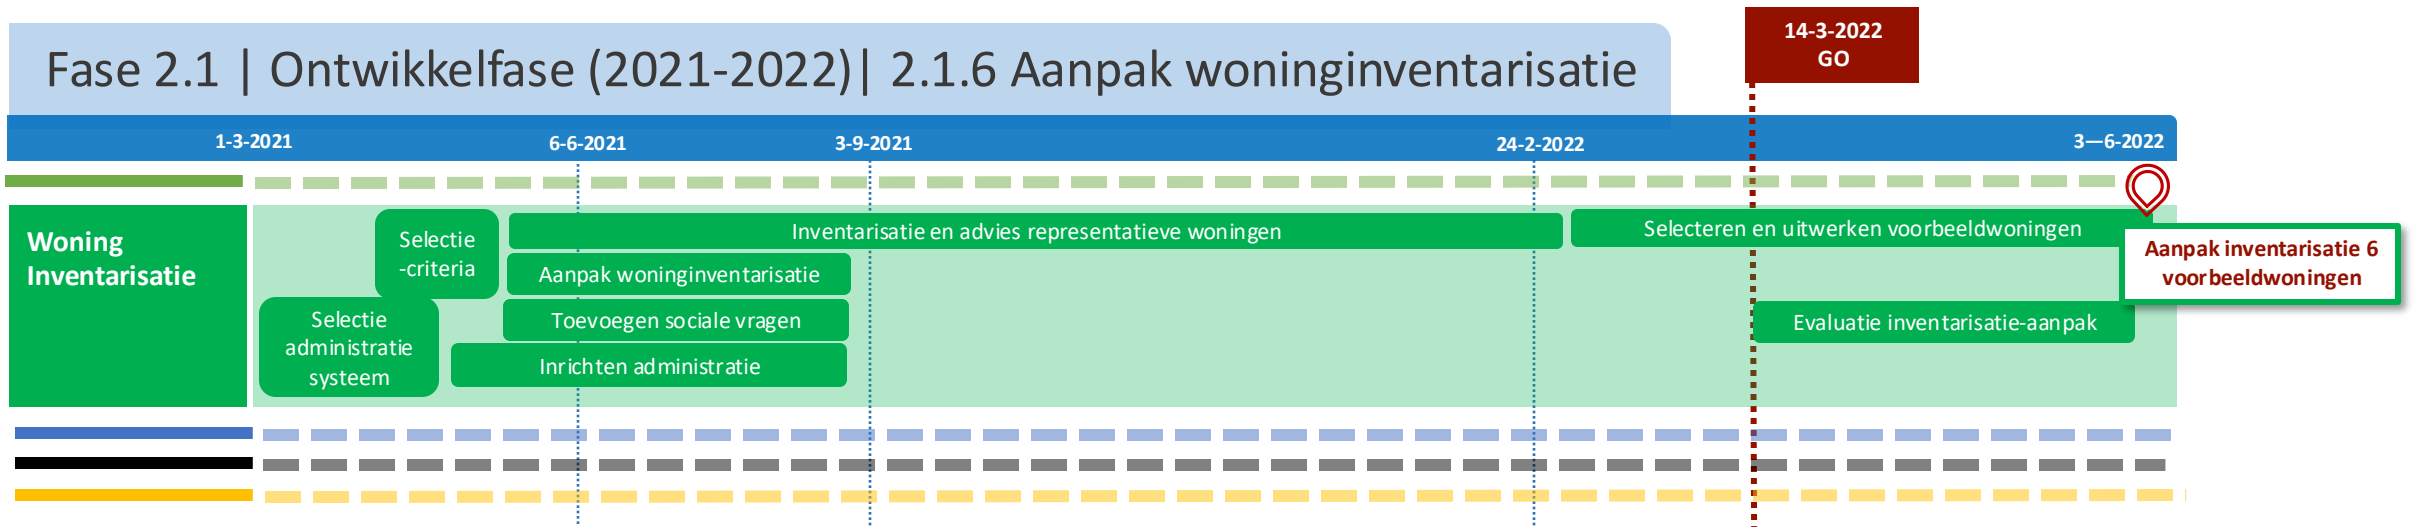 14-3-2022
GO
Fase 2.1 | Ontwikkelfase (2021-2022)| 2.1.6 Aanpak woninginventarisatie
1-3-2021
6-6-2021
3-9-2021
24-2-2022
3—6-2022
Woning
Inventarisatie
Selectie
-criteria
Inventarisatie en advies representatieve woningen
Selecteren en uitwerken voorbeeldwoningen
Aanpak woninginventarisatie
Aanpak inventarisatie 6
voorbeeldwoningen
Selectie
administratie
systeem
Toevoegen sociale vragen
Evaluatie inventarisatie-aanpak
Inrichten administratie